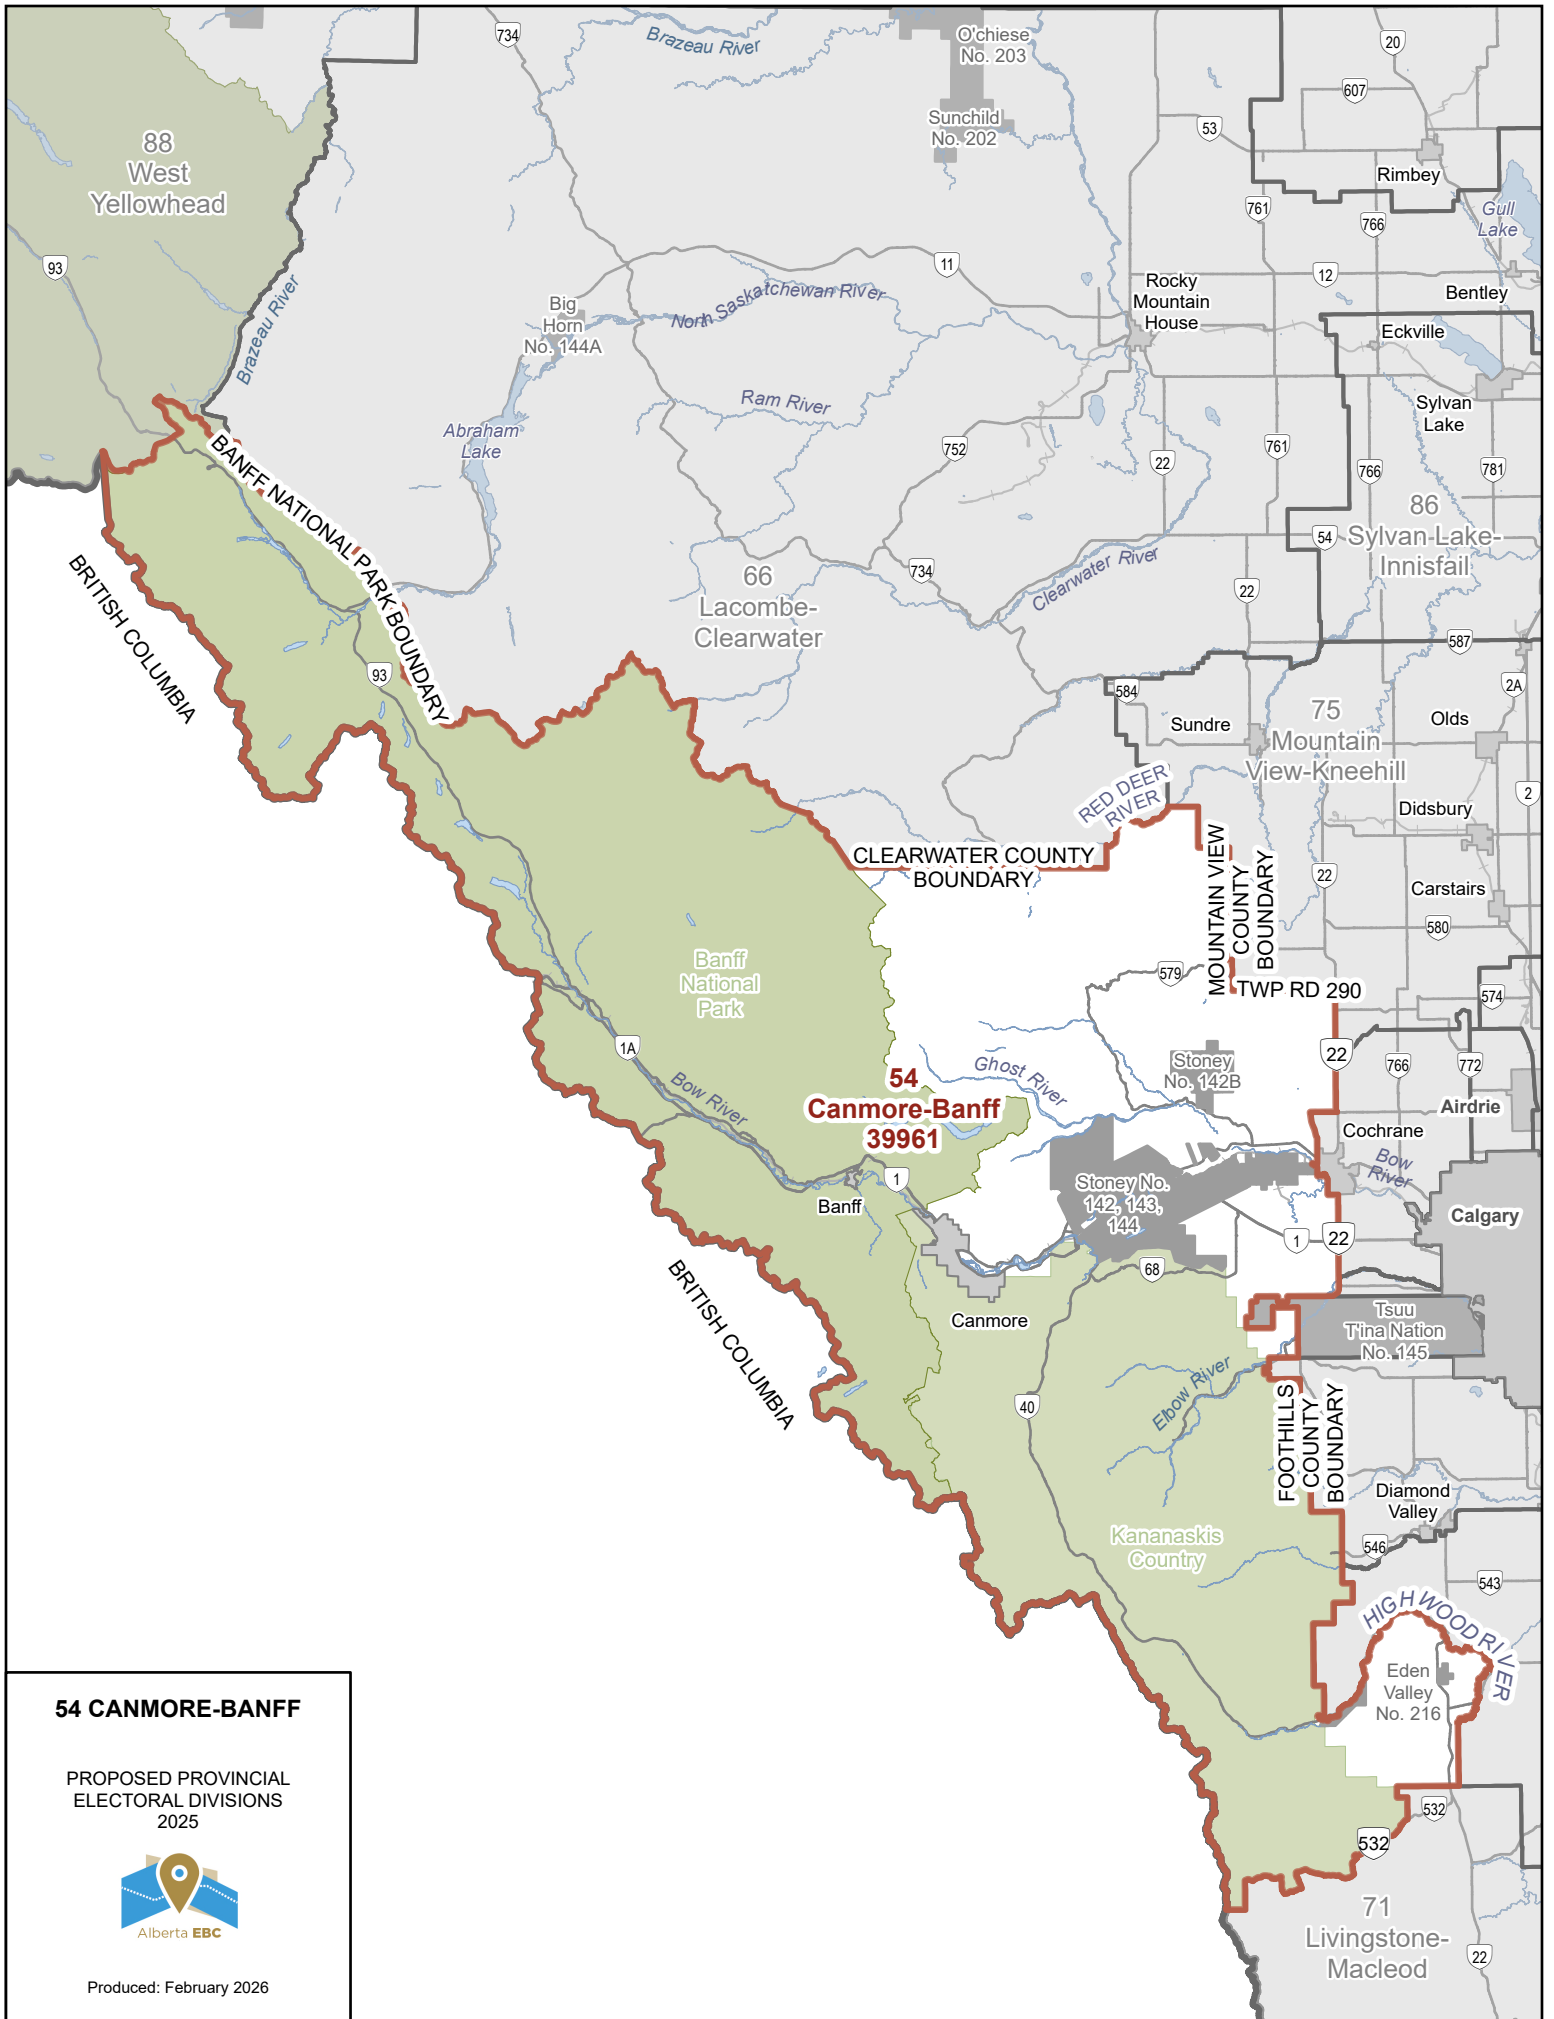 734
Brazeau River
O'chiese
No. 203
20
607
88
West
Yellowhead
Sunchild
No. 202
53
Rimbey
761
766
Gull
Lake
93
11
12
Brazeau River
Big
Horn
No. 144A
North Saskatchewan River
Rocky
Mountain
House
Bentley
Eckville
Ram River
Abraham
Lake
Sylvan
Lake
752
22
761
766
781
BANFF NATIONAL PARK BOUNDARY
86
Sylvan Lake-
Innisfail
54
BRITISH COLUMBIA
66
Lacombe-
Clearwater
734
Clearwater River
22
587
93
584
2A
Sundre
75
Mountain
View-Kneehill
Olds
RED DEER
RIVER
2
Didsbury
CLEARWATER COUNTY
BOUNDARY
MOUNTAIN VIEW
COUNTY
BOUNDARY
22
Carstairs
580
Banff
National
Park
579
TWP RD 290
574
1A
Bow River
54
Canmore-Banff
39961
Ghost River
Stoney
No. 142B
22
766
772
Airdrie
Cochrane
Bow
River
1
Banff
Stoney No.
142, 143,
144
Calgary
1
22
68
BRITISH COLUMBIA
Canmore
Tsuu
T'ina Nation
No. 145
Elbow River
40
FOOTHILLS
COUNTY
BOUNDARY
Diamond
Valley
Kananaskis
Country
546
543
HIGHWOOD RIVER
Eden
Valley
No. 216
532
532
71
Livingstone-
Macleod
22
54 CANMORE-BANFF
PROPOSED PROVINCIAL
ELECTORAL DIVISIONS
2025
Alberta EBC
Produced: February 2026